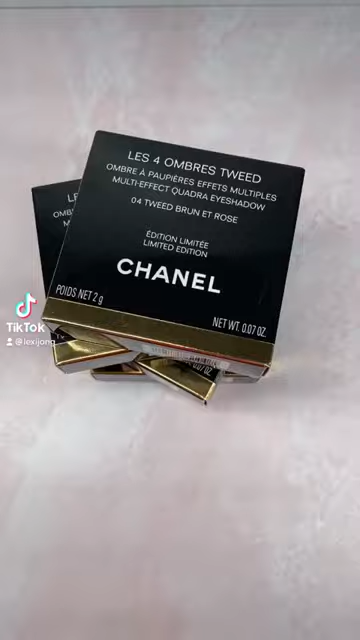 LES 4 OMBRES TWEED
OMBRE À PAUPIÈRES EFFETS MULTIPLES
MULTI-EFFECT QUADRA EYESHADOW
04 TWEED BRUN ET ROSE
ÉDITION LIMITÉE
LIMITED EDITION
CHANEL
POIDS NET 2 g
NET WT. 0.07 OZ.
TikTok
@lexijong